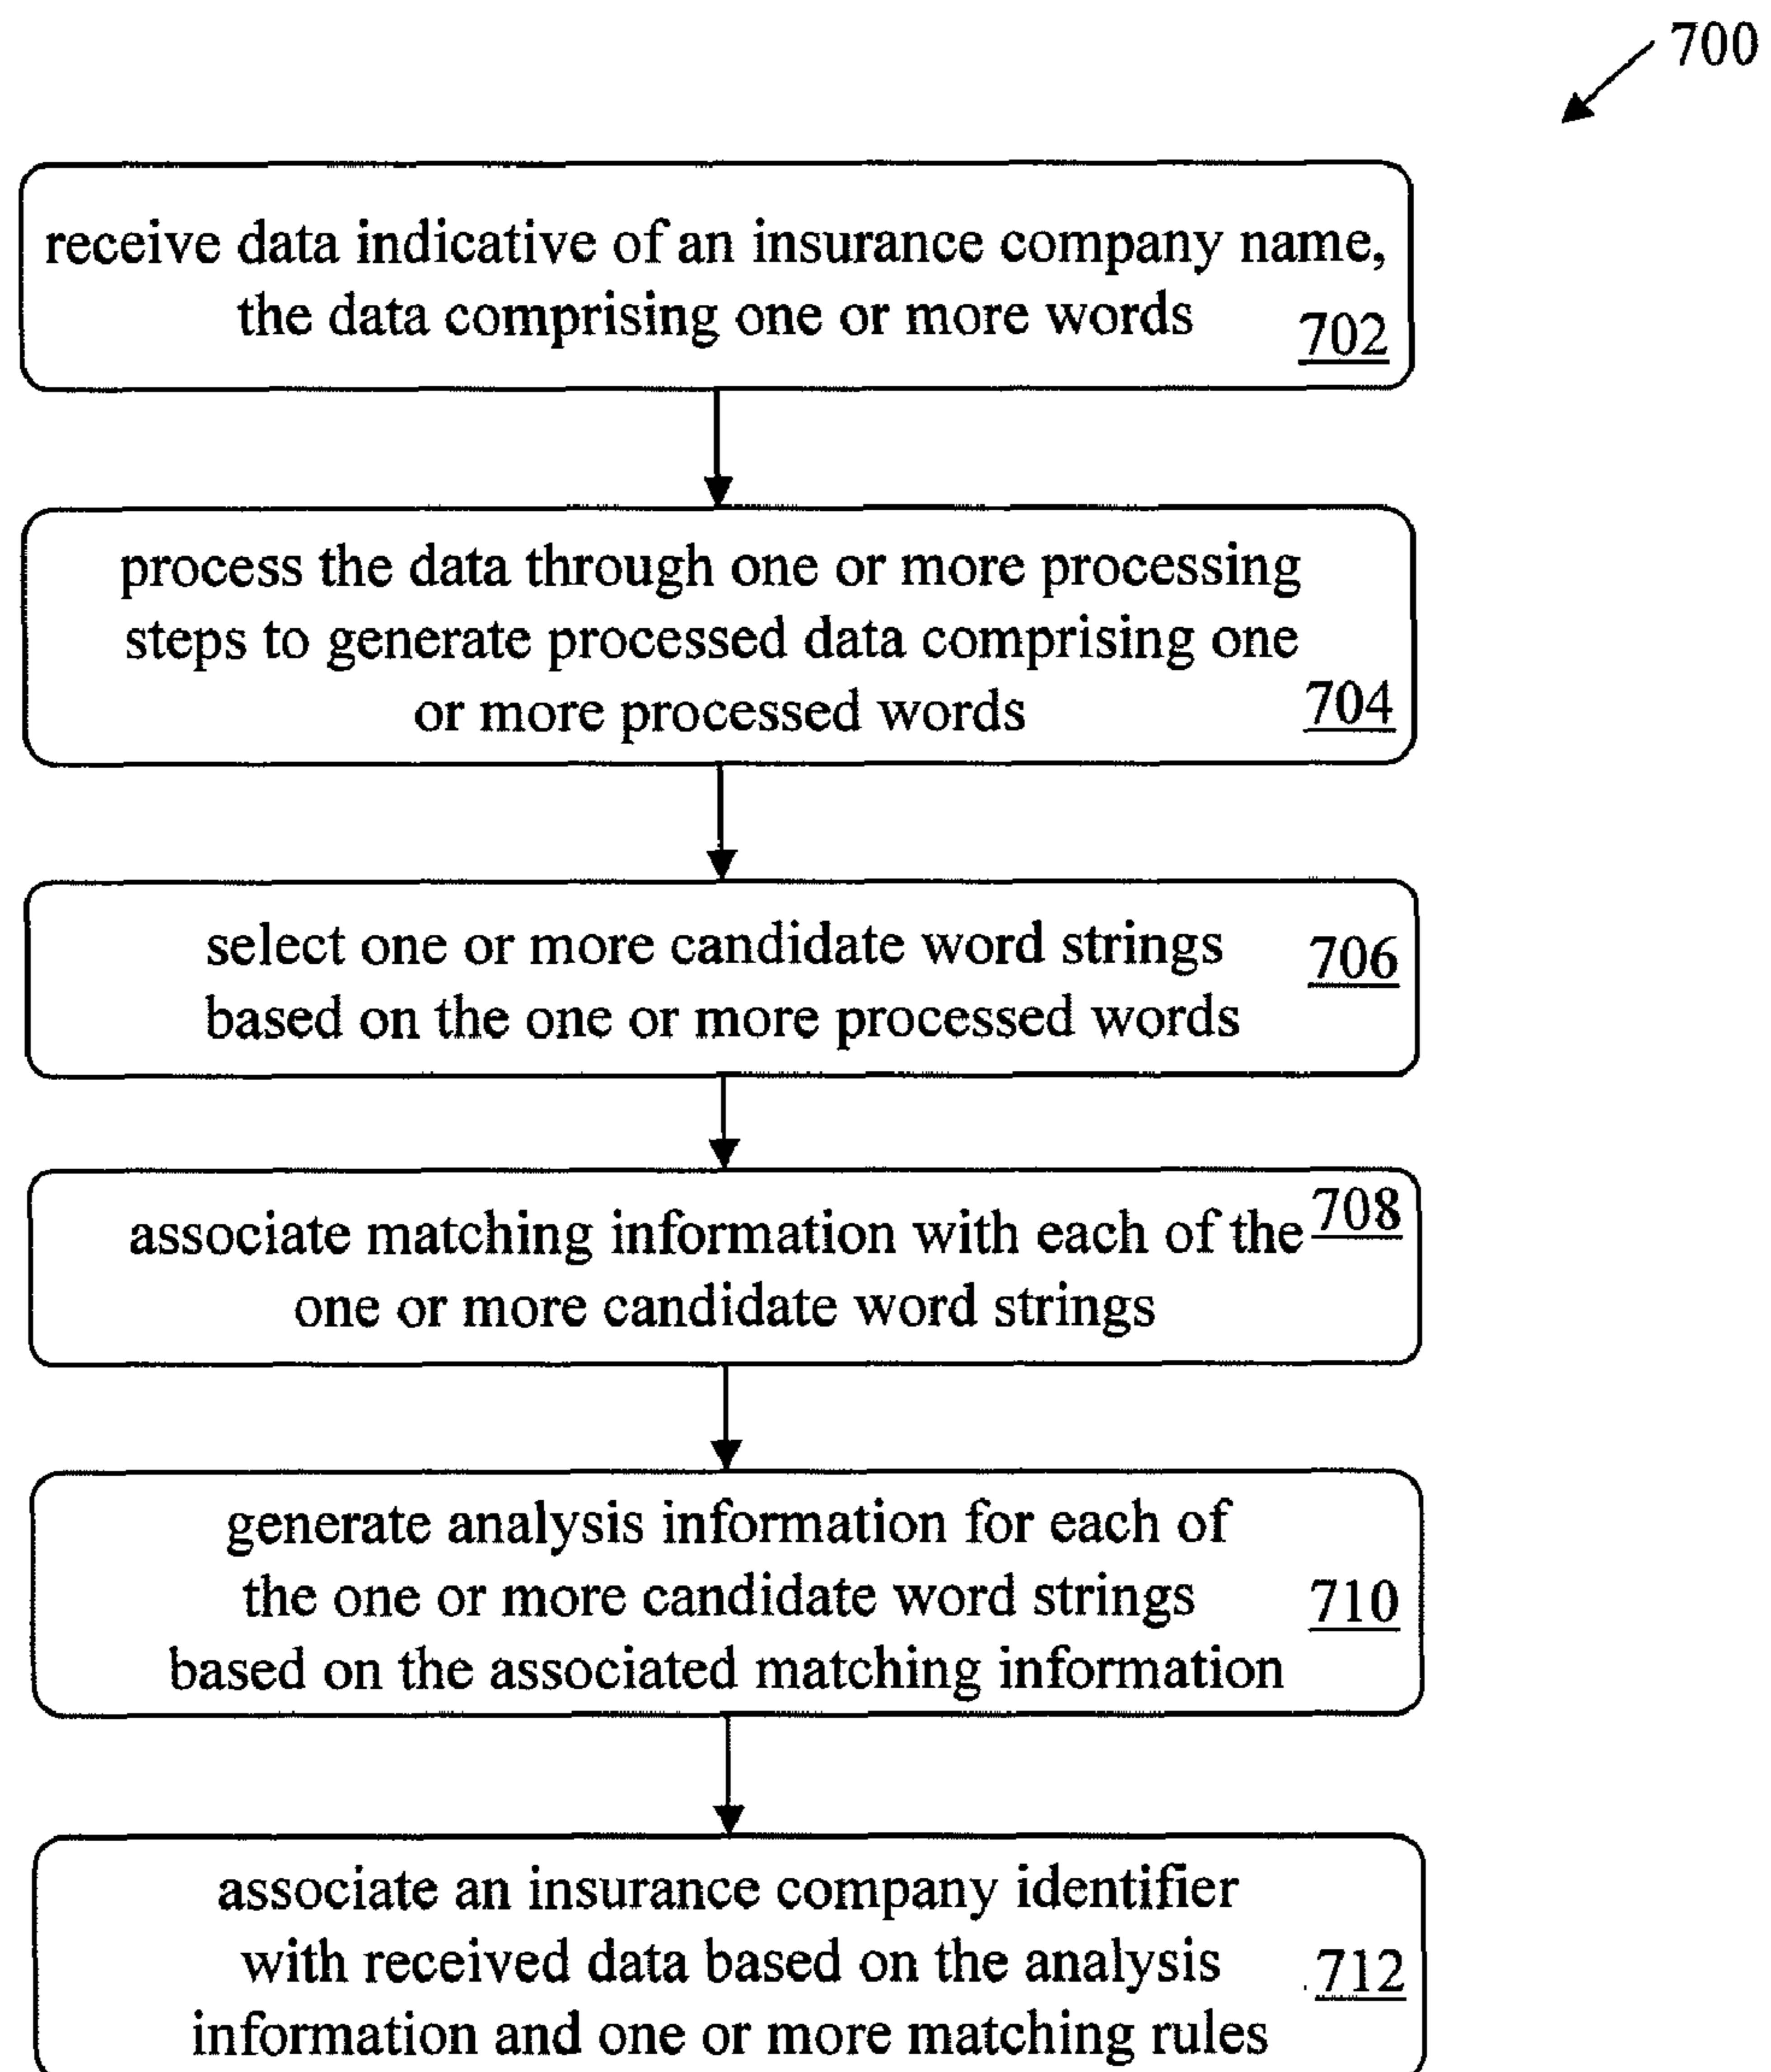 700
receive data indicative of an insurance company name,
the data comprising one or more words
702
process the data through one or more processing
steps to generate processed data comprising one
or more processed words
704
select one or more candidate word strings
based on the one or more processed words
706
associate matching information with each of the
one or more candidate word strings
708
generate analysis information for each of
the one or more candidate word strings
based on the associated matching information
710
associate an insurance company identifier
with received data based on the analysis
information and one or more matching rules
712